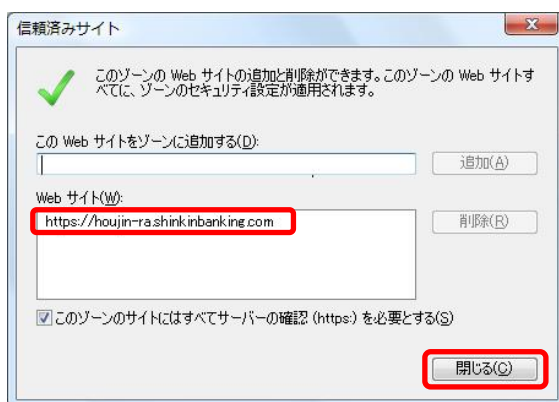 信頼済みサイト
このゾーンの Web サイトの追加と削除ができます。このゾーンの Web サイトす
べてに、ゾーンのセキュリティ設定が適用されます。
この Web サイトをゾーンに追加する(D):
追加(A)
Web サイト(W):
https://houjin-ra.shinkinbanking.com
削除(R)
このゾーンのサイトにはすべてサーバーの確認 (https:) を必要とする(S)
閉じる(C)